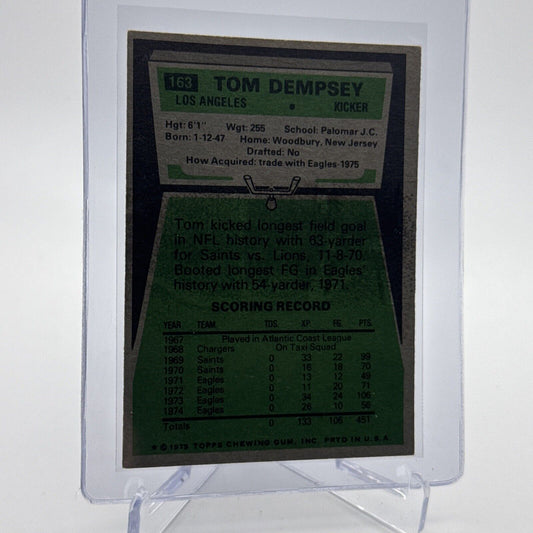 163 TOM DEMPSEY
LOS ANGELES • KICKER
Hgt: 6'1" Wgt: 255 School: Palomar J.C.
Born: 1-12-47 Home: Woodbury, New Jersey
Drafted: No
How Acquired: trade with Eagles-1975
Tom kicked longest field goal
in NFL history with 63-yarder
for Saints vs. Lions, 11-8-70.
Booted longest FG in Eagles'
history with 54-yarder, 1971.
SCORING RECORD
YEAR TEAM TDS. XP. FG. PTS.
1967 Played in Atlantic Coast League
1968 Chargers On Taxi Squad
1969 Saints 0 33 22 99
1970 Saints 0 16 18 70
1971 Eagles 0 13 12 49
1972 Eagles 0 11 20 71
1973 Eagles 0 34 24 106
1974 Eagles 0 26 10 56
Totals 0 133 106 451
* © 1975 TOPPS CHEWING GUM, INC. PRTD IN U.S.A.